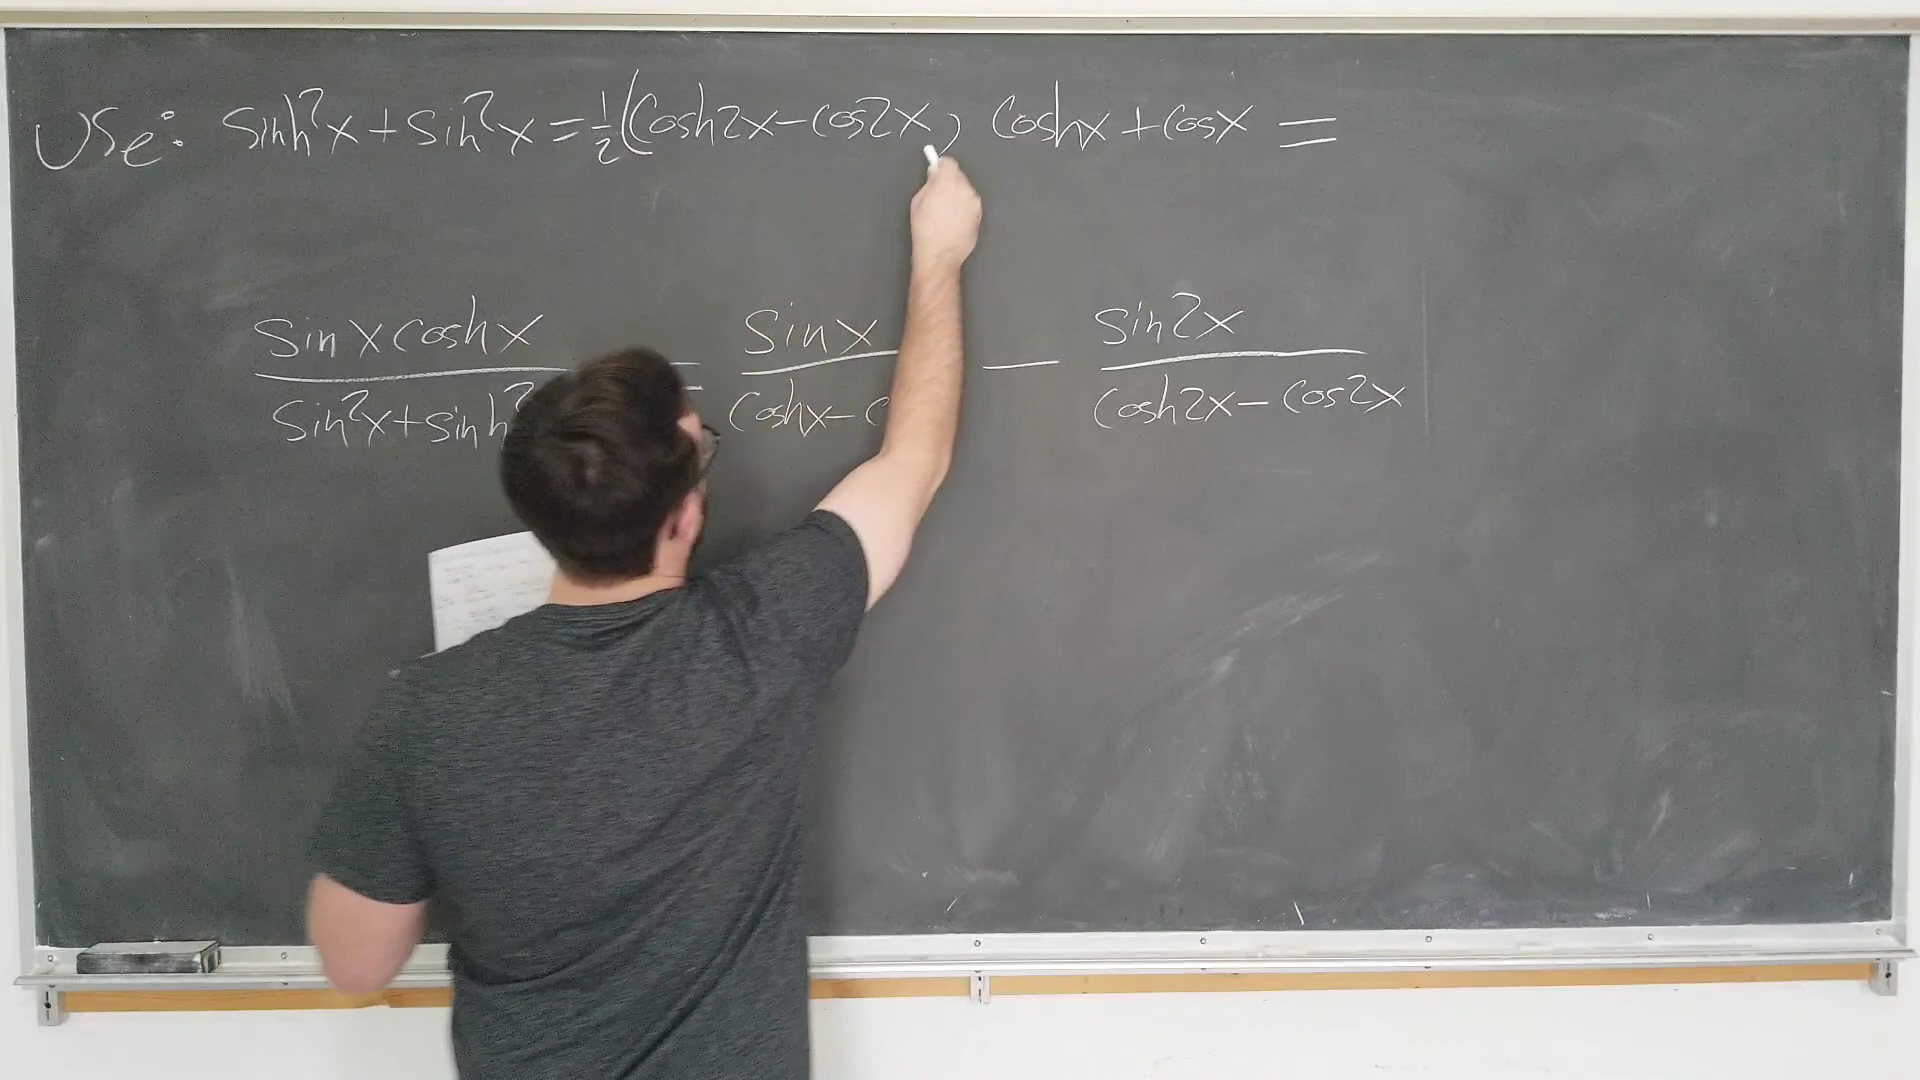 Use: sinh²x + sin²x = 1/2(cosh2x - cos2x, coshx + cosx =
sinx coshx / sin²x + sinh² = sinx / coshx - c - sin2x / cosh2x - cos2x